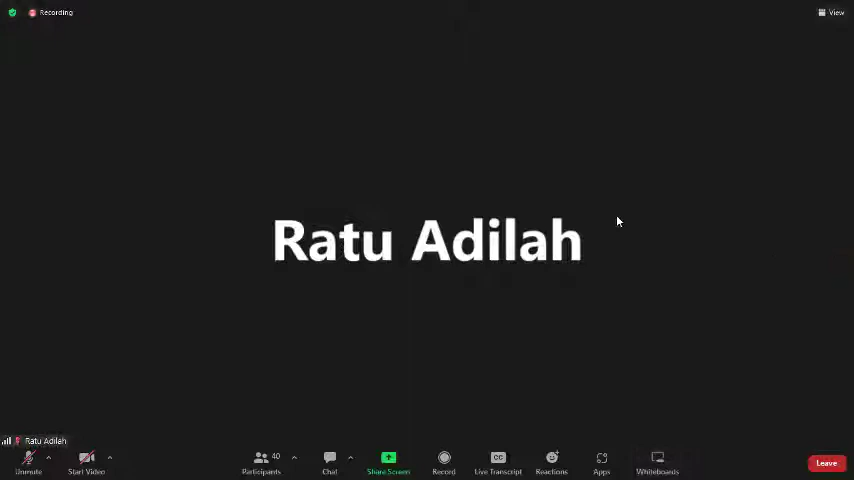 Recording
View
Ratu Adilah
Ratu Adilah
Unmute
Start Video
40
Participants
Chat
Share Screen
Record
CC
Live Transcript
Reactions
Apps
Whiteboards
Leave